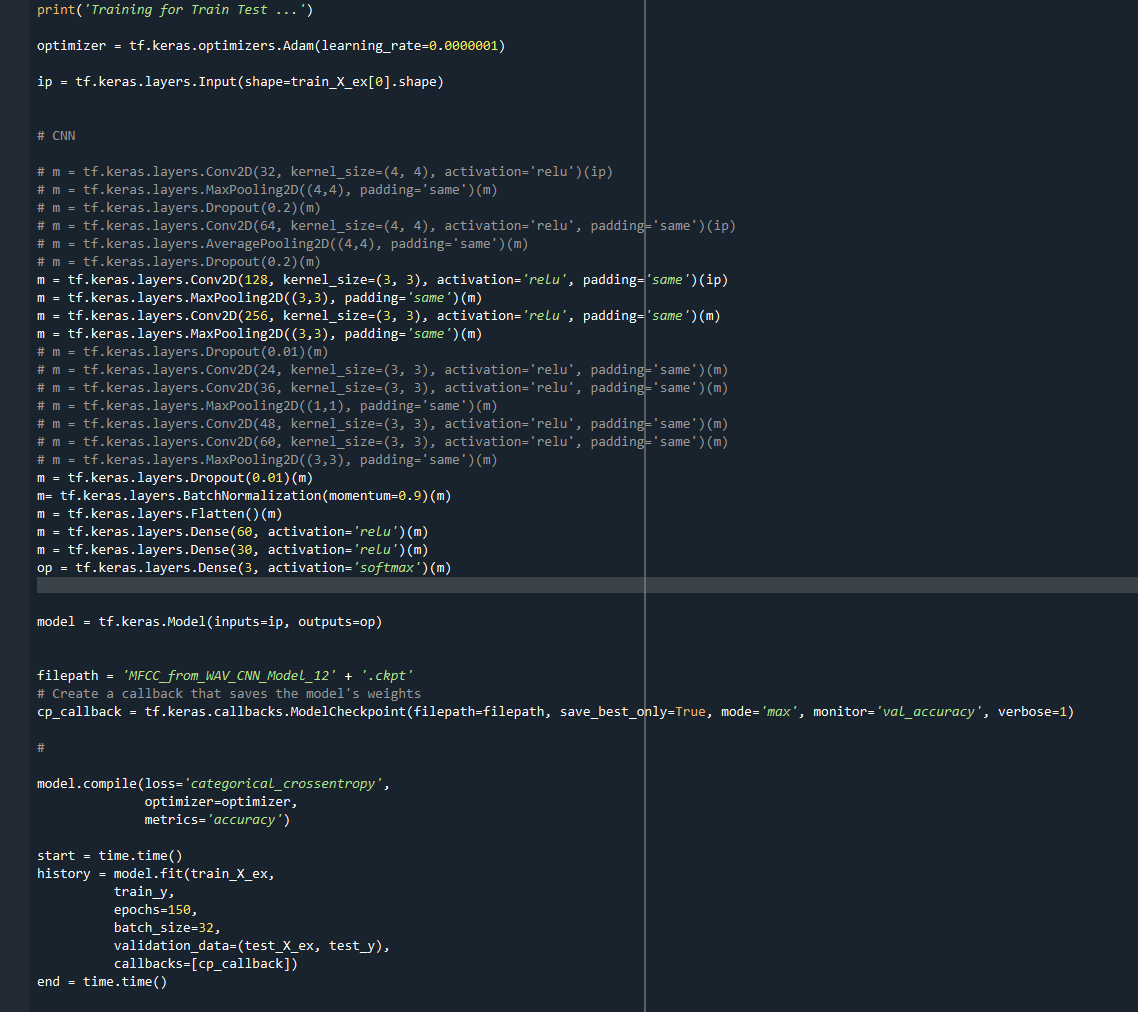 print('Training for Train Test ...')
optimizer = tf.keras.optimizers.Adam(learning_rate=0.0000001)
ip = tf.keras.layers.Input(shape=train_X_ex[0].shape)
# CNN
# m = tf.keras.layers.Conv2D(32, kernel_size=(4, 4), activation='relu')(ip)
# m = tf.keras.layers.MaxPooling2D((4,4), padding='same')(m)
# m = tf.keras.layers.Dropout(0.2)(m)
# m = tf.keras.layers.Conv2D(64, kernel_size=(4, 4), activation='relu', padding='same')(ip)
# m = tf.keras.layers.AveragePooling2D((4,4), padding='same')(m)
# m = tf.keras.layers.Dropout(0.2)(m)
m = tf.keras.layers.Conv2D(128, kernel_size=(3, 3), activation='relu', padding='same')(ip)
m = tf.keras.layers.MaxPooling2D((3,3), padding='same')(m)
m = tf.keras.layers.Conv2D(256, kernel_size=(3, 3), activation='relu', padding='same')(m)
m = tf.keras.layers.MaxPooling2D((3,3), padding='same')(m)
# m = tf.keras.layers.Dropout(0.01)(m)
# m = tf.keras.layers.Conv2D(24, kernel_size=(3, 3), activation='relu', padding='same')(m)
# m = tf.keras.layers.Conv2D(36, kernel_size=(3, 3), activation='relu', padding='same')(m)
# m = tf.keras.layers.MaxPooling2D((1,1), padding='same')(m)
# m = tf.keras.layers.Conv2D(48, kernel_size=(3, 3), activation='relu', padding='same')(m)
# m = tf.keras.layers.Conv2D(60, kernel_size=(3, 3), activation='relu', padding='same')(m)
# m = tf.keras.layers.MaxPooling2D((3,3), padding='same')(m)
m = tf.keras.layers.Dropout(0.01)(m)
m= tf.keras.layers.BatchNormalization(momentum=0.9)(m)
m = tf.keras.layers.Flatten()(m)
m = tf.keras.layers.Dense(60, activation='relu')(m)
m = tf.keras.layers.Dense(30, activation='relu')(m)
op = tf.keras.layers.Dense(3, activation='softmax')(m)
model = tf.keras.Model(inputs=ip, outputs=op)
filepath = 'MFCC_from_WAV_CNN_Model_12' + '.ckpt'
# Create a callback that saves the model's weights
cp_callback = tf.keras.callbacks.ModelCheckpoint(filepath=filepath, save_best_only=True, mode='max', monitor='val_accuracy', verbose=1)
#
model.compile(loss='categorical_crossentropy',
optimizer=optimizer,
metrics='accuracy')
start = time.time()
history = model.fit(train_X_ex,
train_y,
epochs=150,
batch_size=32,
validation_data=(test_X_ex, test_y),
callbacks=[cp_callback])
end = time.time()